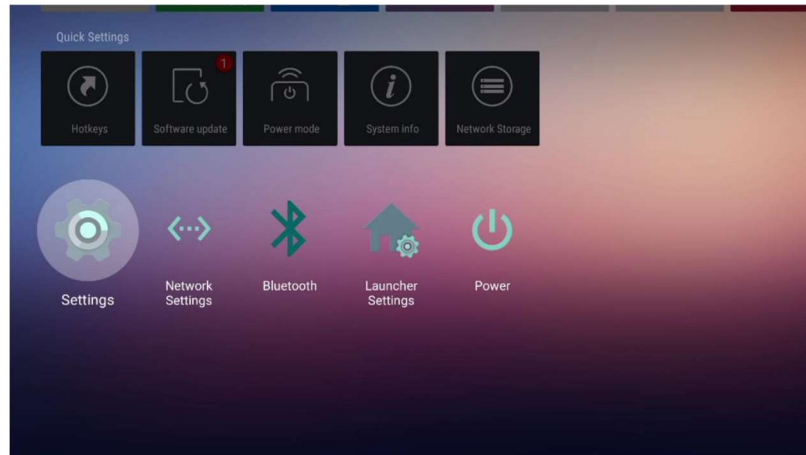 Quick Settings
1
Hotkeys
Software update
Power mode
System info
Network Storage
Settings
Network
Settings
Bluetooth
Launcher
Settings
Power